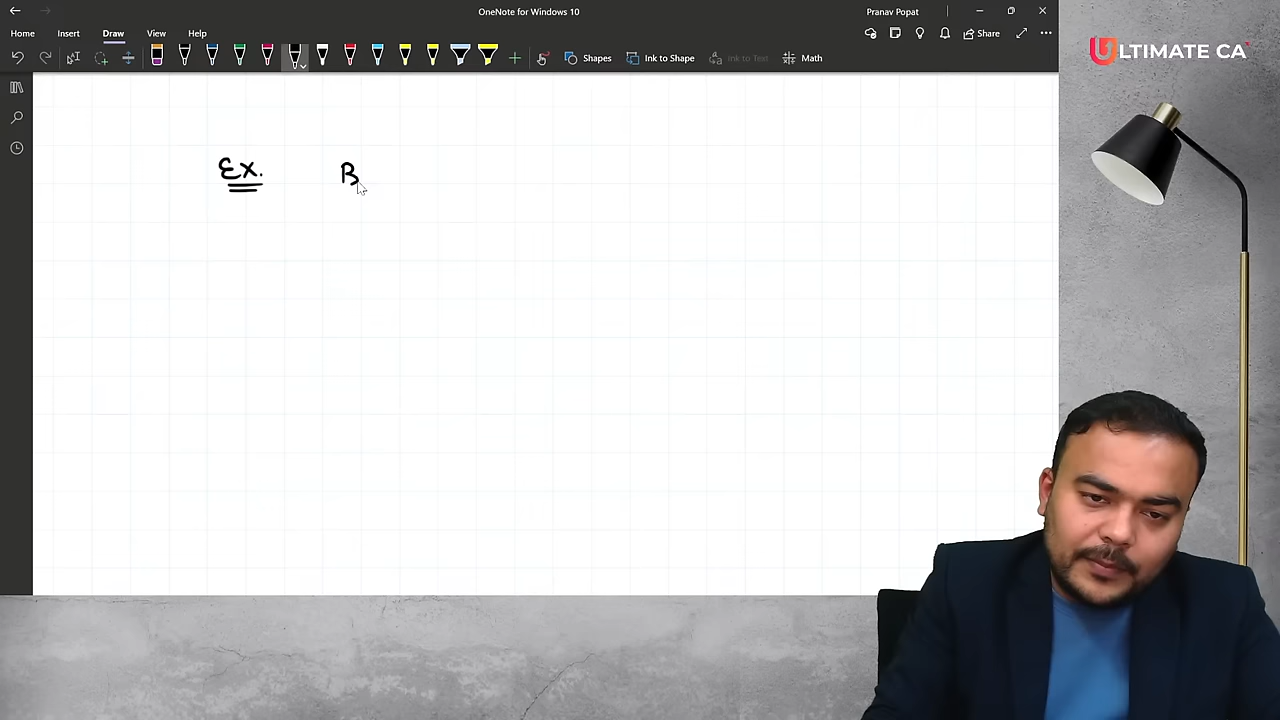 OneNote for Windows 10
Pranav Popat
Home Insert Draw View Help
Share
Shapes Ink to Shape Ink to Text Math
ULTIMATE CA
Ex. B